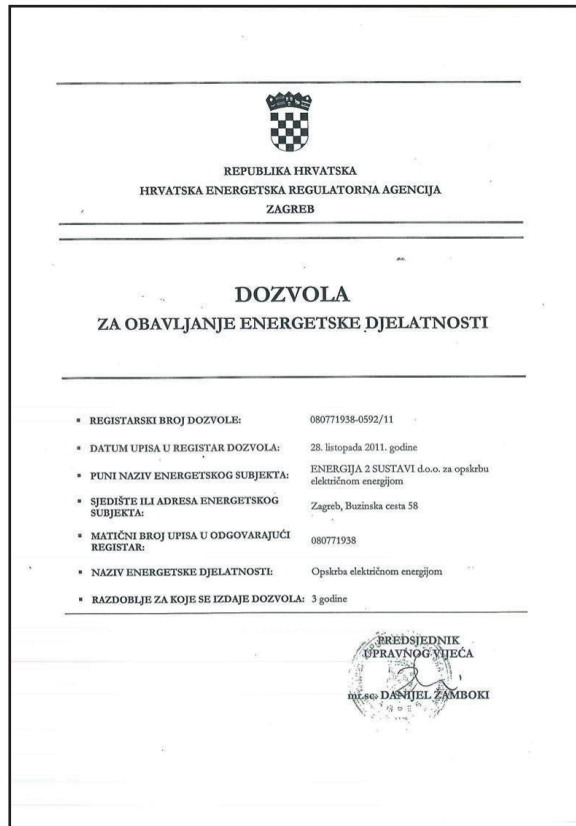 REPUBLIKA HRVATSKA
HRVATSKA ENERGETSKA REGULATORNA AGENCIJA
ZAGREB
DOZVOLA
ZA OBAVLJANJE ENERGETSKE DJELATNOSTI
▪ REGISTARSKI BROJ DOZVOLE: 080771938-0592/11
▪ DATUM UPISA U REGISTAR DOZVOLA: 28. listopada 2011. godine
▪ PUNI NAZIV ENERGETSKOG SUBJEKTA: ENERGIJA 2 SUSTAVI d.o.o. za opskrbu
električnom energijom
▪ SJEDIŠTE ILI ADRESA ENERGETSKOG
SUBJEKTA: Zagreb, Buzinska cesta 58
▪ MATIČNI BROJ UPISA U ODGOVARAJUĆI
REGISTAR: 080771938
▪ NAZIV ENERGETSKE DJELATNOSTI: Opskrba električnom energijom
▪ RAZDOBLJE ZA KOJE SE IZDAJE DOZVOLA: 3 godine
PREDSJEDNIK
UPRAVNOG VIJEĆA
mr.sc. DANIJEL ŽAMBOKI